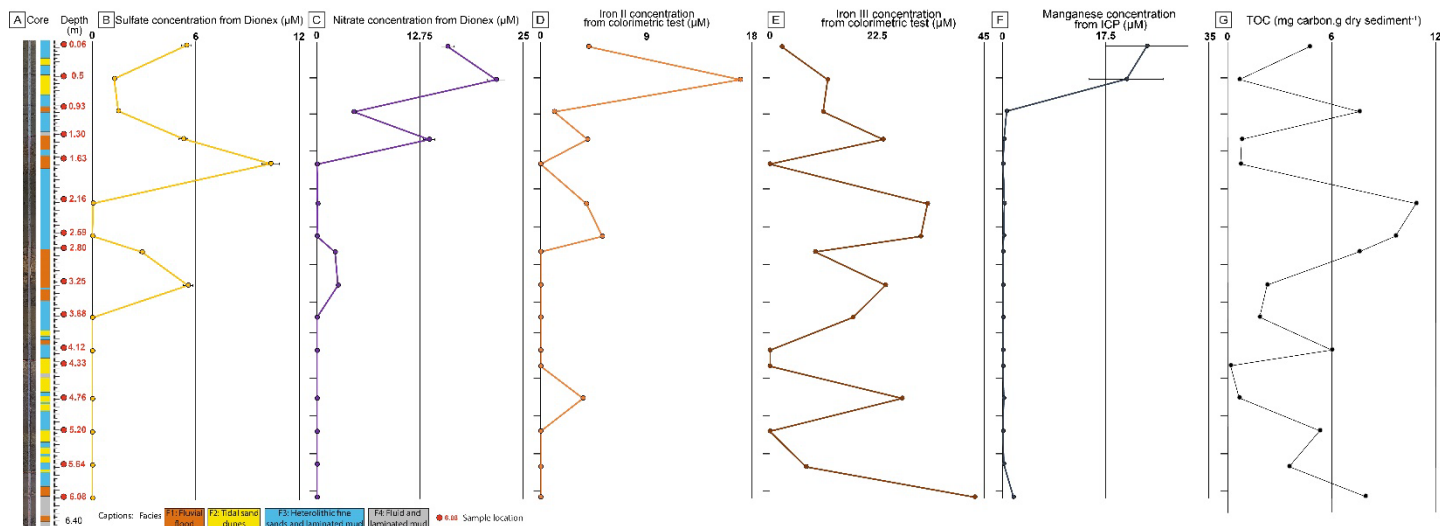 A Core Depth (m)
B Sulfate concentration from Dionex (µM)
0 6 12
C Nitrate concentration from Dionex (µM)
0 12.75 25
D Iron II concentration
from colorimetric test (µM)
0 9 18
E Iron III concentration
from colorimetric test (µM)
0 22.5 45
F Manganese concentration
from ICP (µM)
0 17.5 35
G TOC (mg carbon.g dry sediment⁻¹)
0 6 12
0.06
0.5
0.93
1.30
1.63
2.16
2.59
2.80
3.25
3.68
4.12
4.33
4.76
5.20
5.64
6.08
6.40
Captions: Facies
F1: Fluvial
flood
F2: Tidal sand
dunes
F3: Heterolithic fine
sands and laminated mud
F4: Fluid and
laminated mud
Sample location